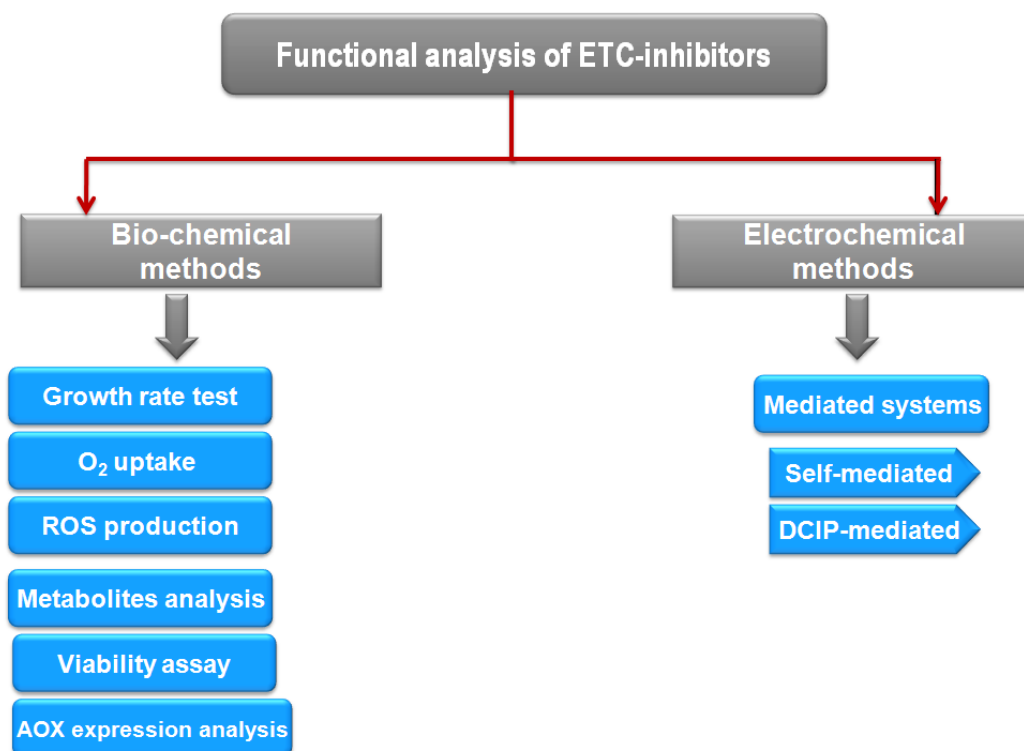 Functional analysis of ETC-inhibitors
Bio-chemical
methods
Growth rate test
O₂ uptake
ROS production
Metabolites analysis
Viability assay
AOX expression analysis
Electrochemical
methods
Mediated systems
Self-mediated
DCIP-mediated